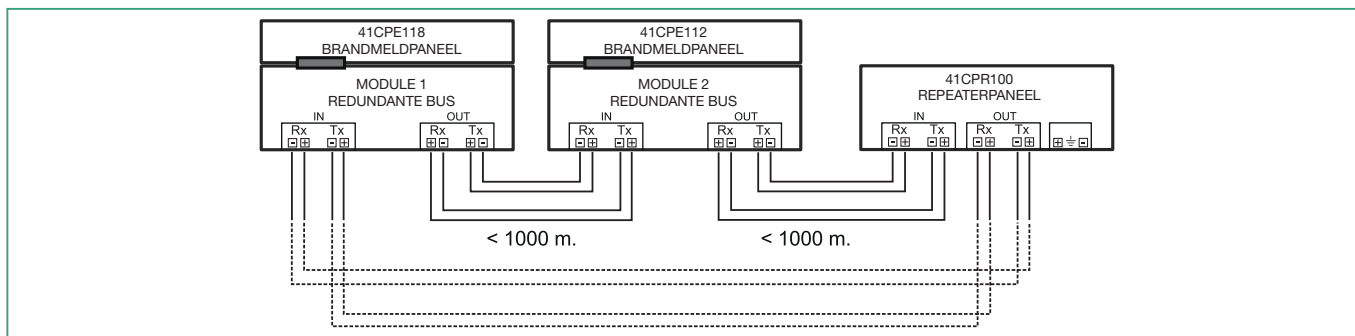 41CPE118
BRANDMELDPANEEL
MODULE 1
REDUNDANTE BUS
IN
OUT
Rx Tx
Rx Tx
- + - +
+ - + -
41CPE112
BRANDMELDPANEEL
MODULE 2
REDUNDANTE BUS
IN
OUT
Rx Tx
Rx Tx
- + - +
+ - + -
41CPR100
REPEATERPANEEL
IN
OUT
Rx Tx
Rx Tx
- + - +
- + - +
+ -
< 1000 m.
< 1000 m.